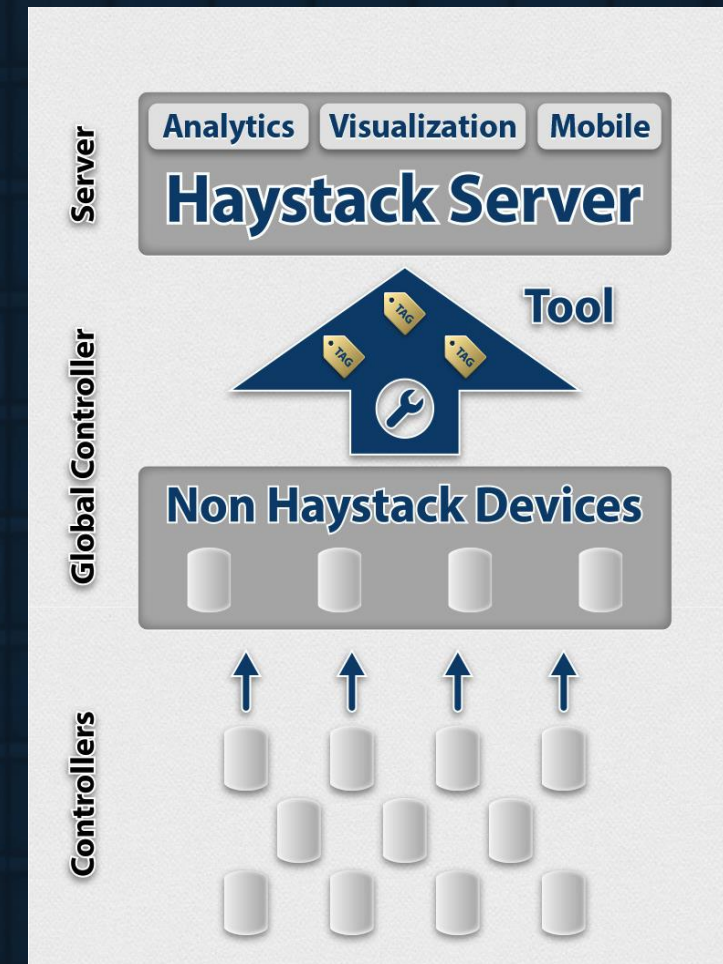 Server
Analytics
Visualization
Mobile
Haystack Server
Tool
TAG
TAG
TAG
Global Controller
Non Haystack Devices
Controllers